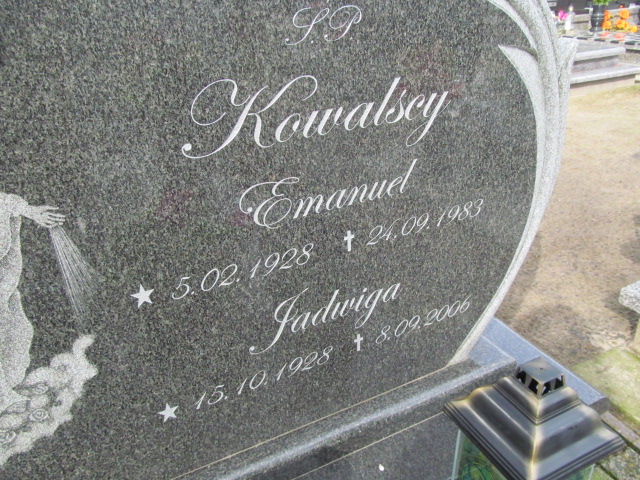 Ś.P
Kowalscy
Emanuel
5.02.1928 24.09.1983
Jadwiga
15.10.1928 8.09.2006